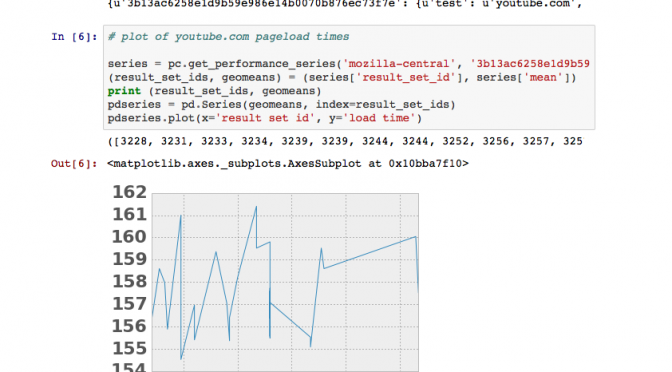 {u'3b13ac6258e1d9b59e986e14b0070b876ec73f7e': {u'test': u'youtube.com',
In [6]: # plot of youtube.com pageload times
series = pc.get_performance_series('mozilla-central', '3b13ac6258e1d9b59
(result_set_ids, geomeans) = (series['result_set_id'], series['mean'])
print (result_set_ids, geomeans)
pdseries = pd.Series(geomeans, index=result_set_ids)
pdseries.plot(x='result set id', y='load time')
([3228, 3231, 3233, 3234, 3239, 3239, 3244, 3244, 3252, 3256, 3257, 325
Out[6]: <matplotlib.axes._subplots.AxesSubplot at 0x10bba7f10>
162
161
160
159
158
157
156
155
154